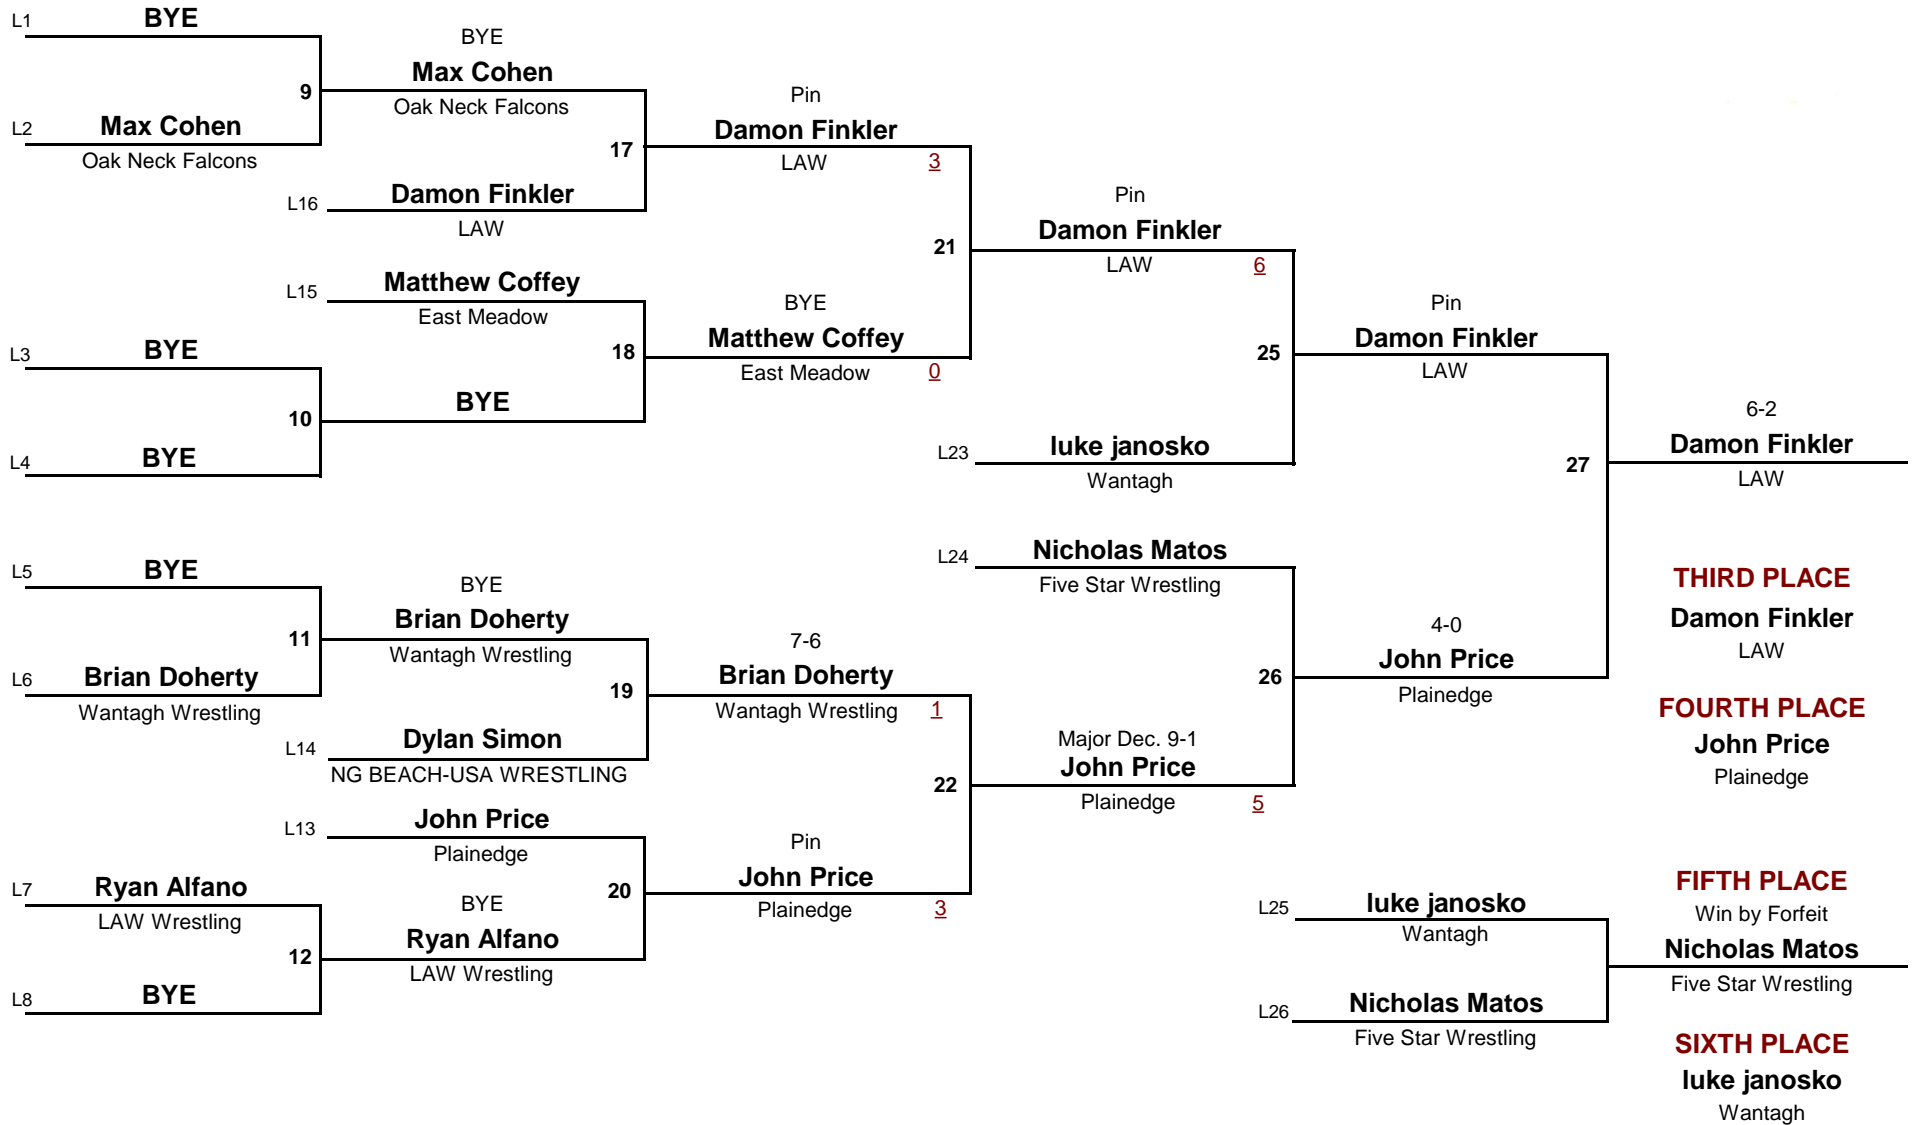 L1
BYE
9
L2
Max Cohen
Oak Neck Falcons
BYE
Max Cohen
Oak Neck Falcons
17
L16
Damon Finkler
LAW
Pin
Damon Finkler
LAW
3
21
L15
Matthew Coffey
East Meadow
18
L3
BYE
10
BYE
L4
BYE
BYE
Matthew Coffey
East Meadow
0
Pin
Damon Finkler
LAW
6
25
L23
luke janosko
Wantagh
Pin
Damon Finkler
LAW
27
6-2
Damon Finkler
LAW
L5
BYE
11
L6
Brian Doherty
Wantagh Wrestling
BYE
Brian Doherty
Wantagh Wrestling
19
L14
Dylan Simon
NG BEACH-USA WRESTLING
7-6
Brian Doherty
Wantagh Wrestling
1
22
L13
John Price
Plainedge
20
L7
Ryan Alfano
LAW Wrestling
12
L8
BYE
BYE
Ryan Alfano
LAW Wrestling
Pin
John Price
Plainedge
3
L24
Nicholas Matos
Five Star Wrestling
26
Major Dec. 9-1
John Price
Plainedge
5
4-0
John Price
Plainedge
THIRD PLACE
Damon Finkler
LAW
FOURTH PLACE
John Price
Plainedge
L25
luke janosko
Wantagh
L26
Nicholas Matos
Five Star Wrestling
FIFTH PLACE
Win by Forfeit
Nicholas Matos
Five Star Wrestling
SIXTH PLACE
luke janosko
Wantagh